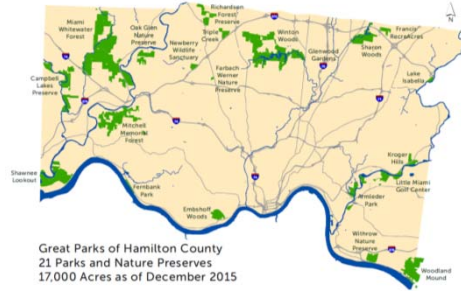 Richardson
Forest
Preserve
Miami
Whitewater
Forest
Oak Glen
Nature
Preserve
Triple
Creek
Winton
Woods
Francis
RecreAcres
Newberry
Wildlife
Sanctuary
Glenwood
Gardens
Sharon
Woods
Farbach
Werner
Nature
Preserve
Lake
Isabella
Campbell
Lakes
Preserve
Mitchell
Memorial
Forest
Kroger
Hills
Shawnee
Lookout
Little Miami
Golf Center
Fernbank
Park
Armleder
Park
Embshoff
Woods
Withrow
Nature
Preserve
Woodland
Mound
Great Parks of Hamilton County
21 Parks and Nature Preserves
17,000 Acres as of December 2015
N